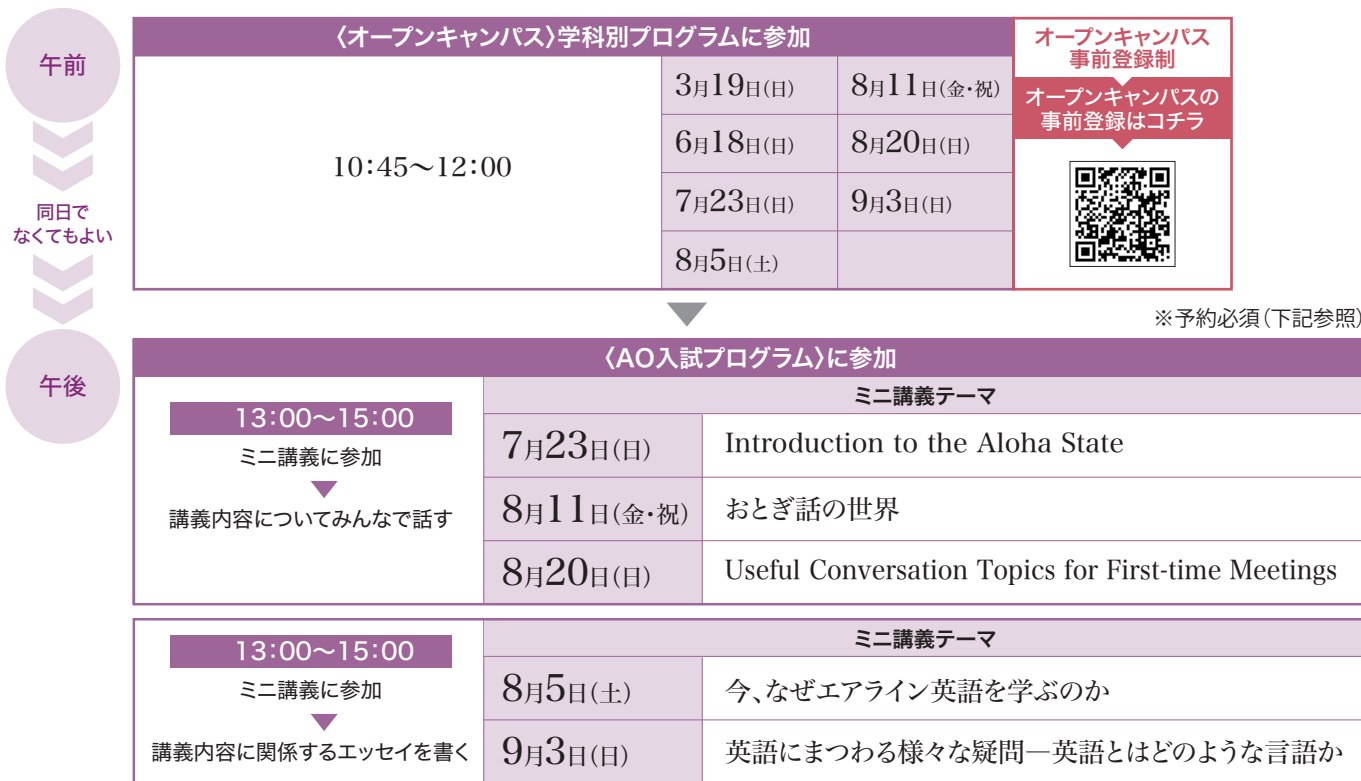 午前
同日で
なくてもよい
午後
〈オープンキャンパス〉学科別プログラムに参加
10:45〜12:00
3月19日(日) 8月11日(金・祝)
6月18日(日) 8月20日(日)
7月23日(日) 9月3日(日)
8月5日(土)
オープンキャンパス
事前登録制
オープンキャンパスの
事前登録はコチラ
※予約必須(下記参照)
〈AO入試プログラム〉に参加
13:00〜15:00
ミニ講義に参加
講義内容についてみんなで話す
ミニ講義テーマ
7月23日(日) Introduction to the Aloha State
8月11日(金・祝) おとぎ話の世界
8月20日(日) Useful Conversation Topics for First-time Meetings
13:00〜15:00
ミニ講義に参加
講義内容に関係するエッセイを書く
ミニ講義テーマ
8月5日(土) 今、なぜエアライン英語を学ぶのか
9月3日(日) 英語にまつわる様々な疑問―英語とはどのような言語か